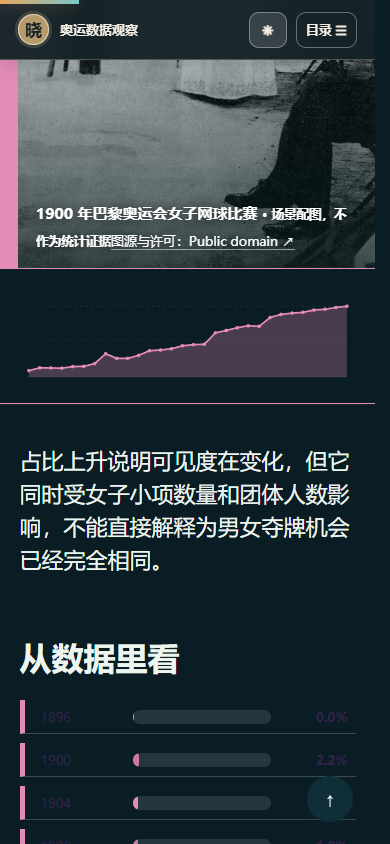 晓 奥运数据观察 目录 ☰
1900 年巴黎奥运会女子网球比赛 • 场景配图，不
作为统计证据图源与许可：Public domain ↗
占比上升说明可见度在变化，但它
同时受女子小项数量和团体人数影
响，不能直接解释为男女夺牌机会
已经完全相同。
从数据里看
1896 0.0%
1900 2.2%
1904